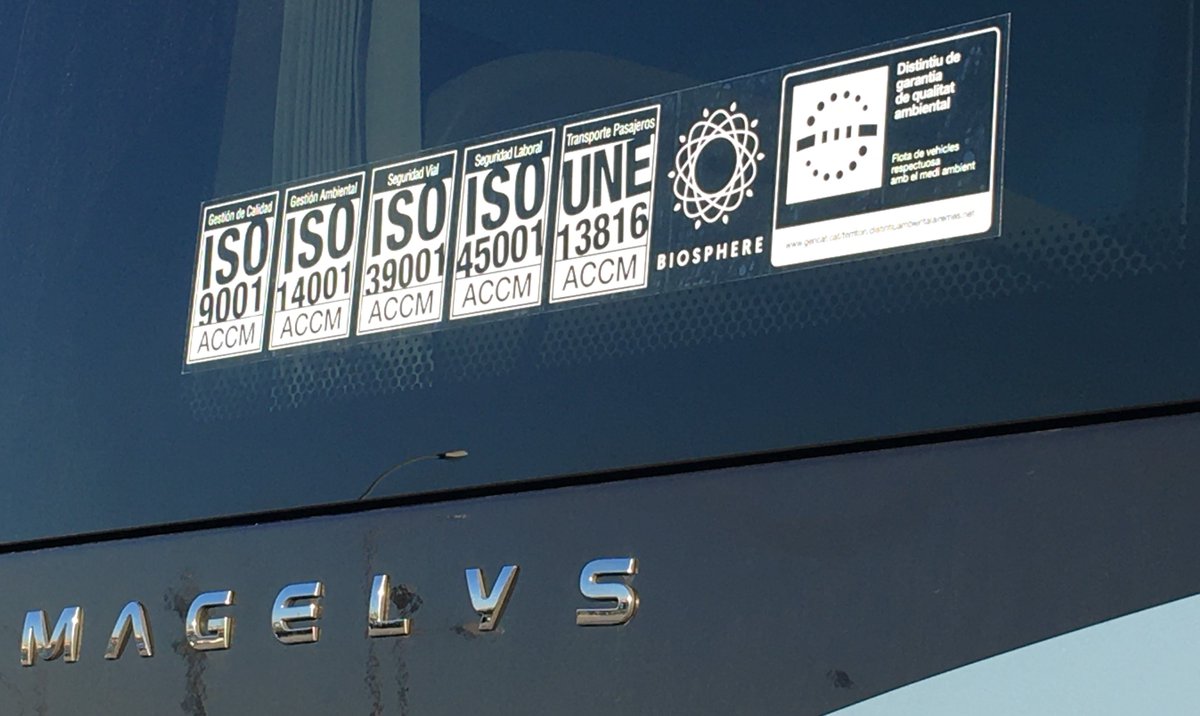 Gestión de Calidad
ISO
9001
ACCM
Gestión Ambiental
ISO
14001
ACCM
Seguridad Vial
ISO
39001
ACCM
Seguridad Laboral
ISO
45001
ACCM
Transporte Pasajeros
UNE
13816
ACCM
BIOSPHERE
Distintiu de
garantia
de qualitat
ambiental
Flota de vehicles
respectuosa
amb el medi ambient
MAGELYS